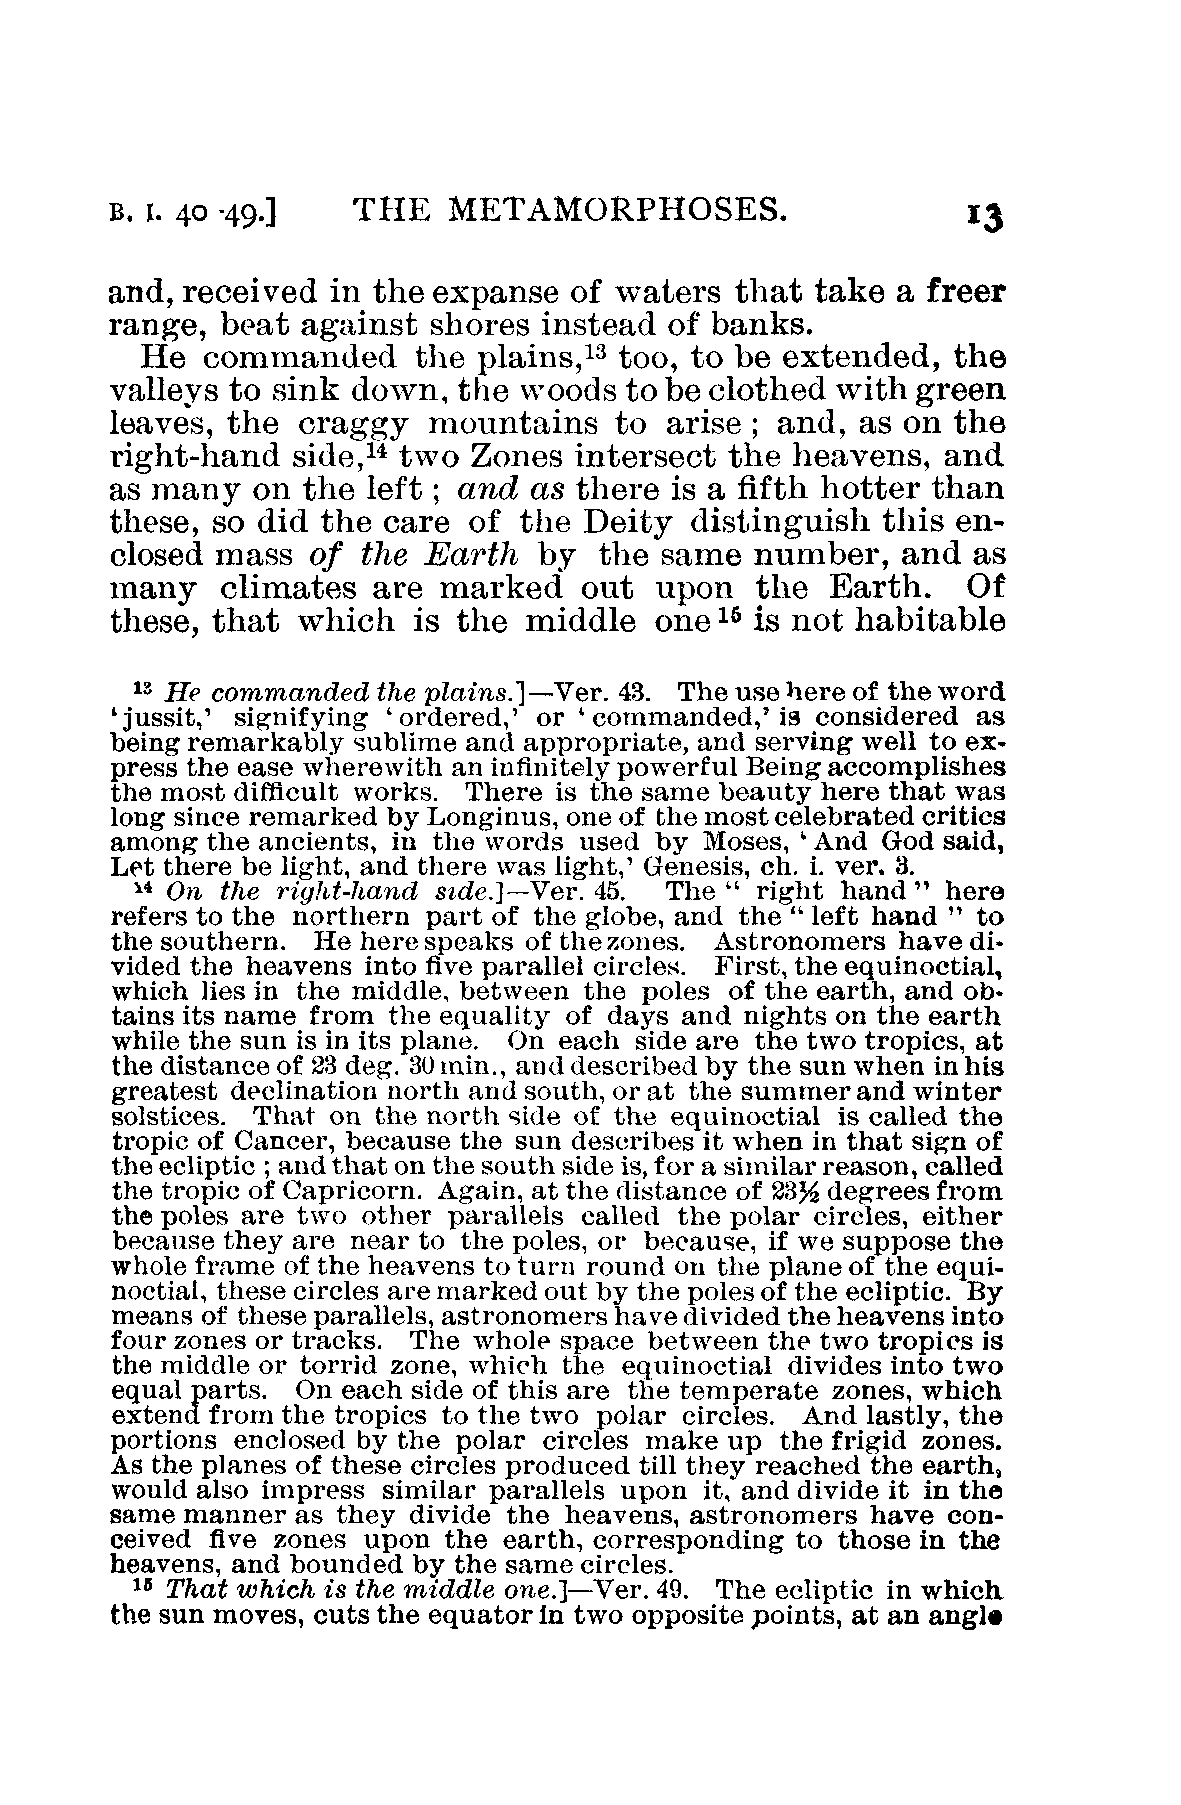 B. I. 40-49.] THE METAMORPHOSES. 13
and, received in the expanse of waters that take a freer
range, beat against shores instead of banks.
He commanded the plains,¹³ too, to be extended, the
valleys to sink down, the woods to be clothed with green
leaves, the craggy mountains to arise ; and, as on the
right-hand side,¹⁴ two Zones intersect the heavens, and
as many on the left ; and as there is a fifth hotter than
these, so did the care of the Deity distinguish this en-
closed mass of the Earth by the same number, and as
many climates are marked out upon the Earth. Of
these, that which is the middle one¹⁵ is not habitable
¹³ He commanded the plains.]—Ver. 43. The use here of the word
‘jussit,’ signifying ‘ordered,’ or ‘commanded,’ is considered as
being remarkably sublime and appropriate, and serving well to ex-
press the ease wherewith an infinitely powerful Being accomplishes
the most difficult works. There is the same beauty here that was
long since remarked by Longinus, one of the most celebrated critics
among the ancients, in the words used by Moses, ‘And God said,
Let there be light, and there was light,’ Genesis, ch. i. ver. 3.
¹⁴ On the right-hand side.]—Ver. 45. The “ right hand” here
refers to the northern part of the globe, and the “left hand ” to
the southern. He here speaks of the zones. Astronomers have di-
vided the heavens into five parallel circles. First, the equinoctial,
which lies in the middle, between the poles of the earth, and ob-
tains its name from the equality of days and nights on the earth
while the sun is in its plane. On each side are the two tropics, at
the distance of 23 deg. 30 min., and described by the sun when in his
greatest declination north and south, or at the summer and winter
solstices. That on the north side of the equinoctial is called the
tropic of Cancer, because the sun describes it when in that sign of
the ecliptic ; and that on the south side is, for a similar reason, called
the tropic of Capricorn. Again, at the distance of 23½ degrees from
the poles are two other parallels called the polar circles, either
because they are near to the poles, or because, if we suppose the
whole frame of the heavens to turn round on the plane of the equi-
noctial, these circles are marked out by the poles of the ecliptic. By
means of these parallels, astronomers have divided the heavens into
four zones or tracks. The whole space between the two tropics is
the middle or torrid zone, which the equinoctial divides into two
equal parts. On each side of this are the temperate zones, which
extend from the tropics to the two polar circles. And lastly, the
portions enclosed by the polar circles make up the frigid zones.
As the planes of these circles produced till they reached the earth,
would also impress similar parallels upon it, and divide it in the
same manner as they divide the heavens, astronomers have con-
ceived five zones upon the earth, corresponding to those in the
heavens, and bounded by the same circles.
¹⁵ That which is the middle one.]—Ver. 49. The ecliptic in which
the sun moves, cuts the equator in two opposite points, at an angle